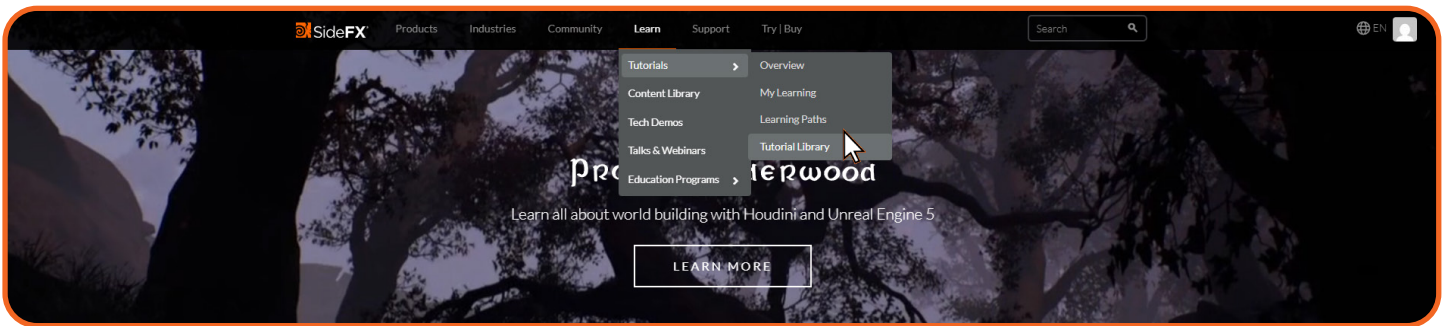 SideFX Products Industries Community Learn Support Try | Buy Search EN
Tutorials Overview
Content Library My Learning
Tech Demos Learning Paths
Talks & Webinars Tutorial Library
Education Programs
Learn all about world building with Houdini and Unreal Engine 5
LEARN MORE